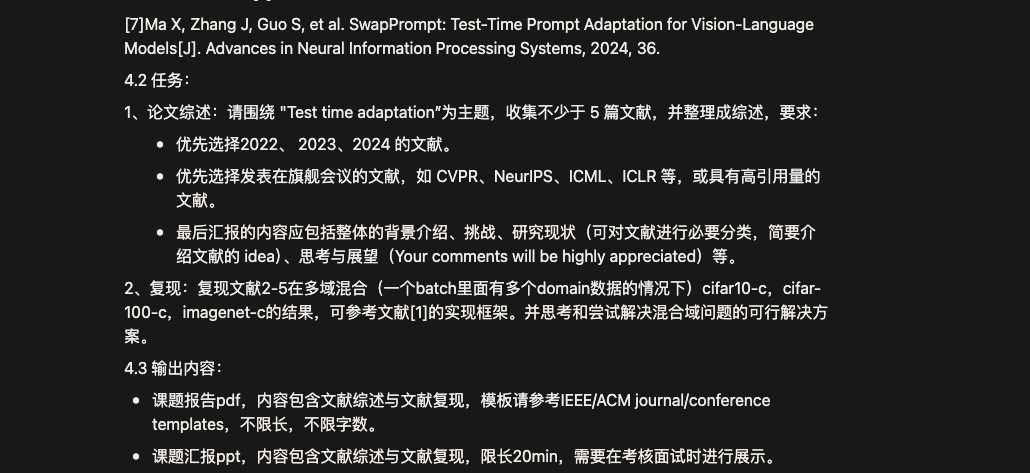 [7]Ma X, Zhang J, Guo S, et al. SwapPrompt: Test-Time Prompt Adaptation for Vision-Language
Models[J]. Advances in Neural Information Processing Systems, 2024, 36.
4.2 任务：
1、论文综述：请围绕 "Test time adaptation”为主题，收集不少于 5 篇文献，并整理成综述，要求：
• 优先选择2022、 2023、2024 的文献。
• 优先选择发表在旗舰会议的文献，如 CVPR、NeurIPS、ICML、ICLR 等，或具有高引用量的
文献。
• 最后汇报的内容应包括整体的背景介绍、挑战、研究现状（可对文献进行必要分类，简要介
绍文献的 idea）、思考与展望（Your comments will be highly appreciated）等。
2、复现：复现文献2-5在多域混合（一个batch里面有多个domain数据的情况下）cifar10-c，cifar-
100-c，imagenet-c的结果，可参考文献[1]的实现框架。并思考和尝试解决混合域问题的可行解决方
案。
4.3 输出内容：
• 课题报告pdf，内容包含文献综述与文献复现，模板请参考IEEE/ACM journal/conference
templates，不限长，不限字数。
• 课题汇报ppt，内容包含文献综述与文献复现，限长20min，需要在考核面试时进行展示。